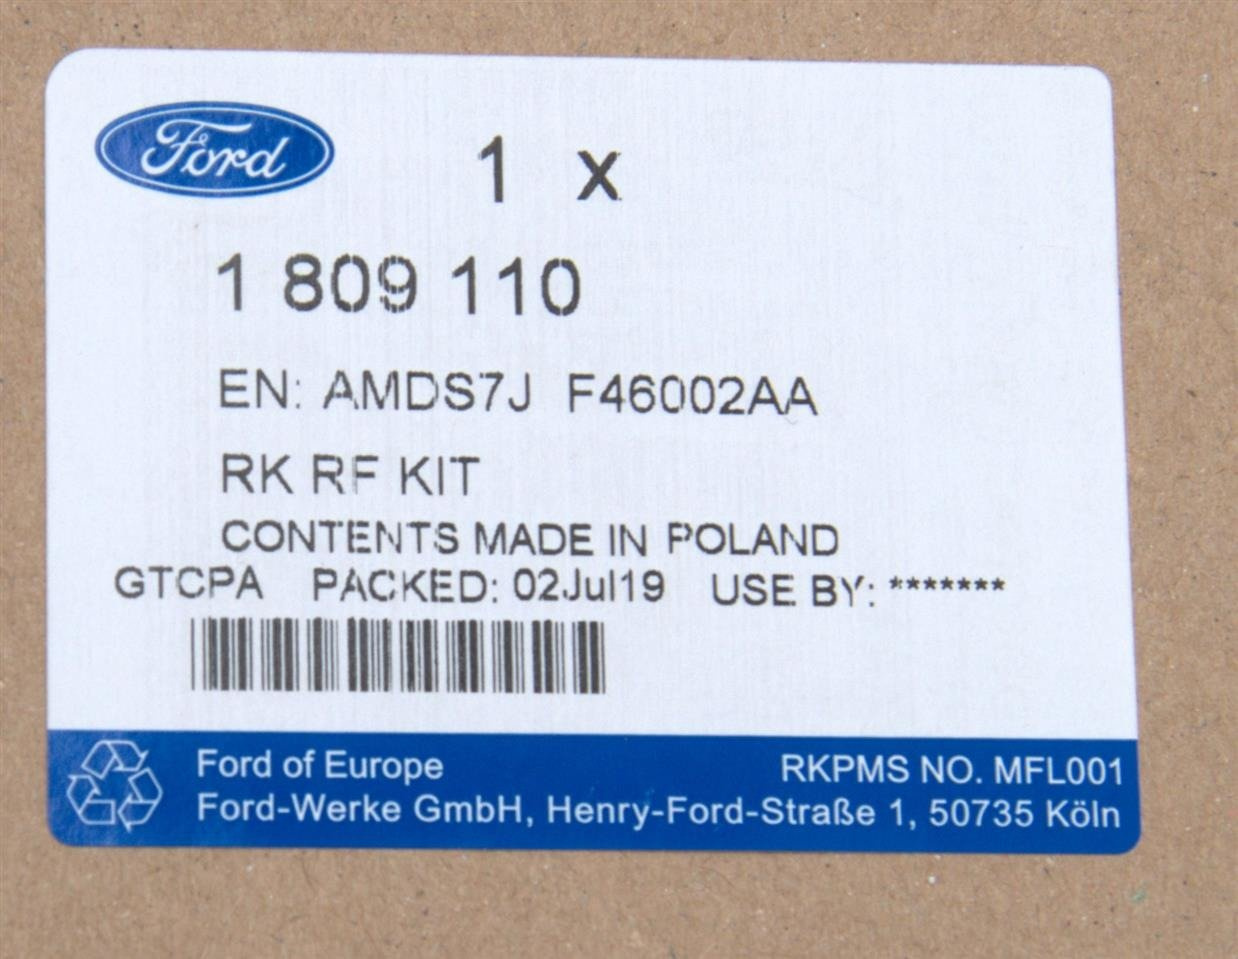 Ford
1 x
1 809 110
EN: AMDS7J F46002AA
RK RF KIT
CONTENTS MADE IN POLAND
GTCPA PACKED: 02Jul19 USE BY: *******
Ford of Europe RKPMS NO. MFL001
Ford-Werke GmbH, Henry-Ford-Straße 1, 50735 Köln